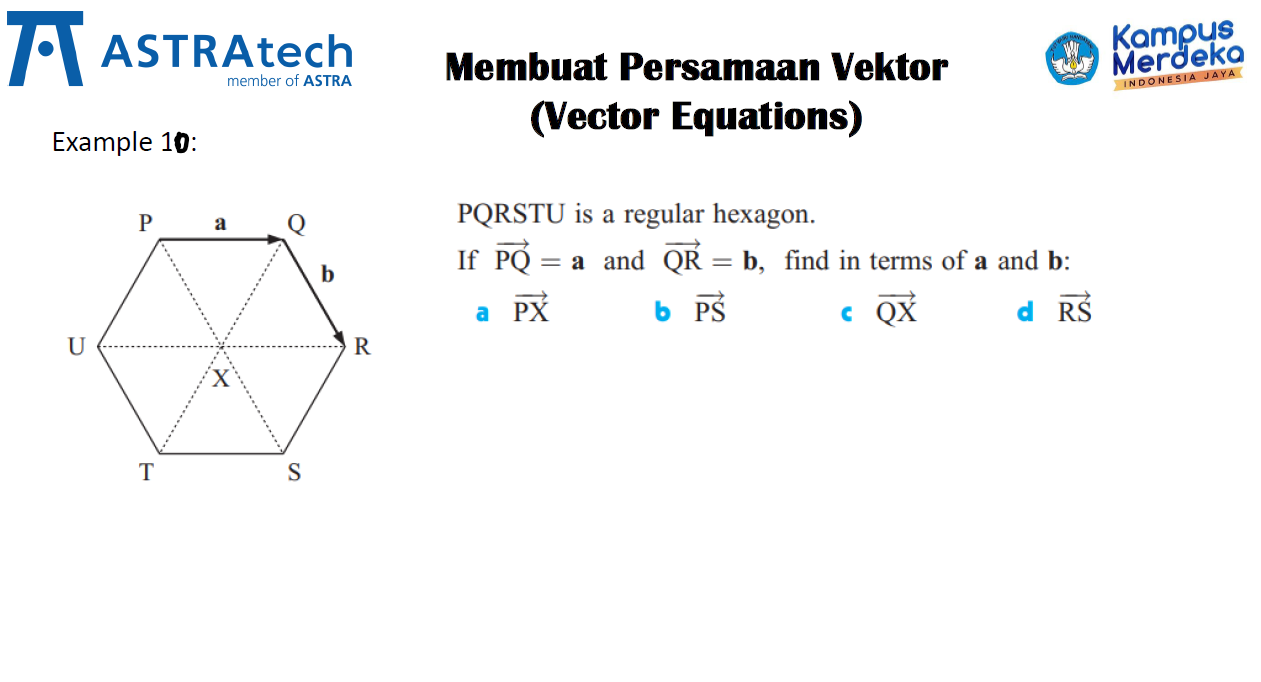 ASTRAtech
member of ASTRA
Membuat Persamaan Vektor
(Vector Equations)
Kampus
Merdeka
INDONESIA JAYA
Example 10:
P a Q
b
U R
X
T S
PQRSTU is a regular hexagon.
If $\overrightarrow{PQ}$ = a and $\overrightarrow{QR}$ = b, find in terms of a and b:
a $\overrightarrow{PX}$ b $\overrightarrow{PS}$ c $\overrightarrow{QX}$ d $\overrightarrow{RS}$